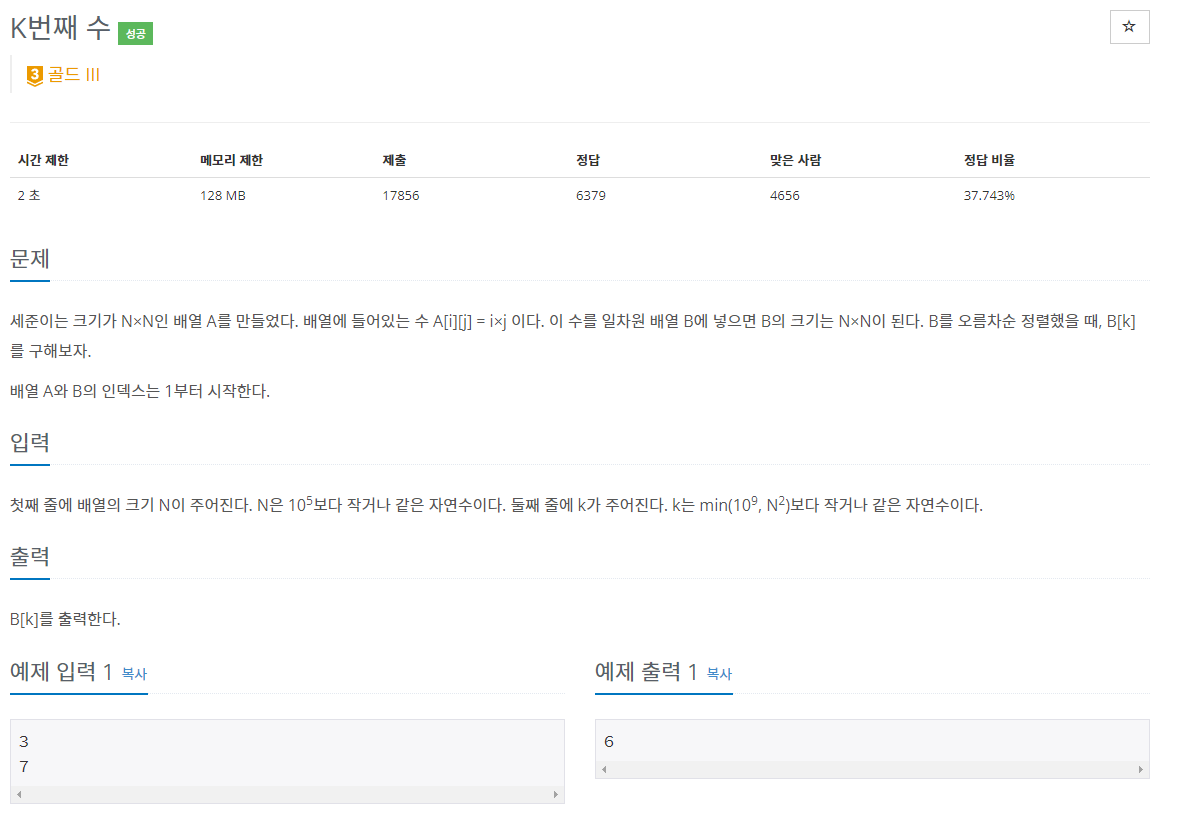 K번째 수 성공
☆
3 골드 III
시간 제한 메모리 제한 제출 정답 맞은 사람 정답 비율
2 초 128 MB 17856 6379 4656 37.743%
문제
세준이는 크기가 N×N인 배열 A를 만들었다. 배열에 들어있는 수 A[i][j] = i×j 이다. 이 수를 일차원 배열 B에 넣으면 B의 크기는 N×N이 된다. B를 오름차순 정렬했을 때, B[k]
를 구해보자.
배열 A와 B의 인덱스는 1부터 시작한다.
입력
첫째 줄에 배열의 크기 N이 주어진다. N은 10⁵보다 작거나 같은 자연수이다. 둘째 줄에 k가 주어진다. k는 min(10⁹, N²)보다 작거나 같은 자연수이다.
출력
B[k]를 출력한다.
예제 입력 1 복사
3
7
예제 출력 1 복사
6